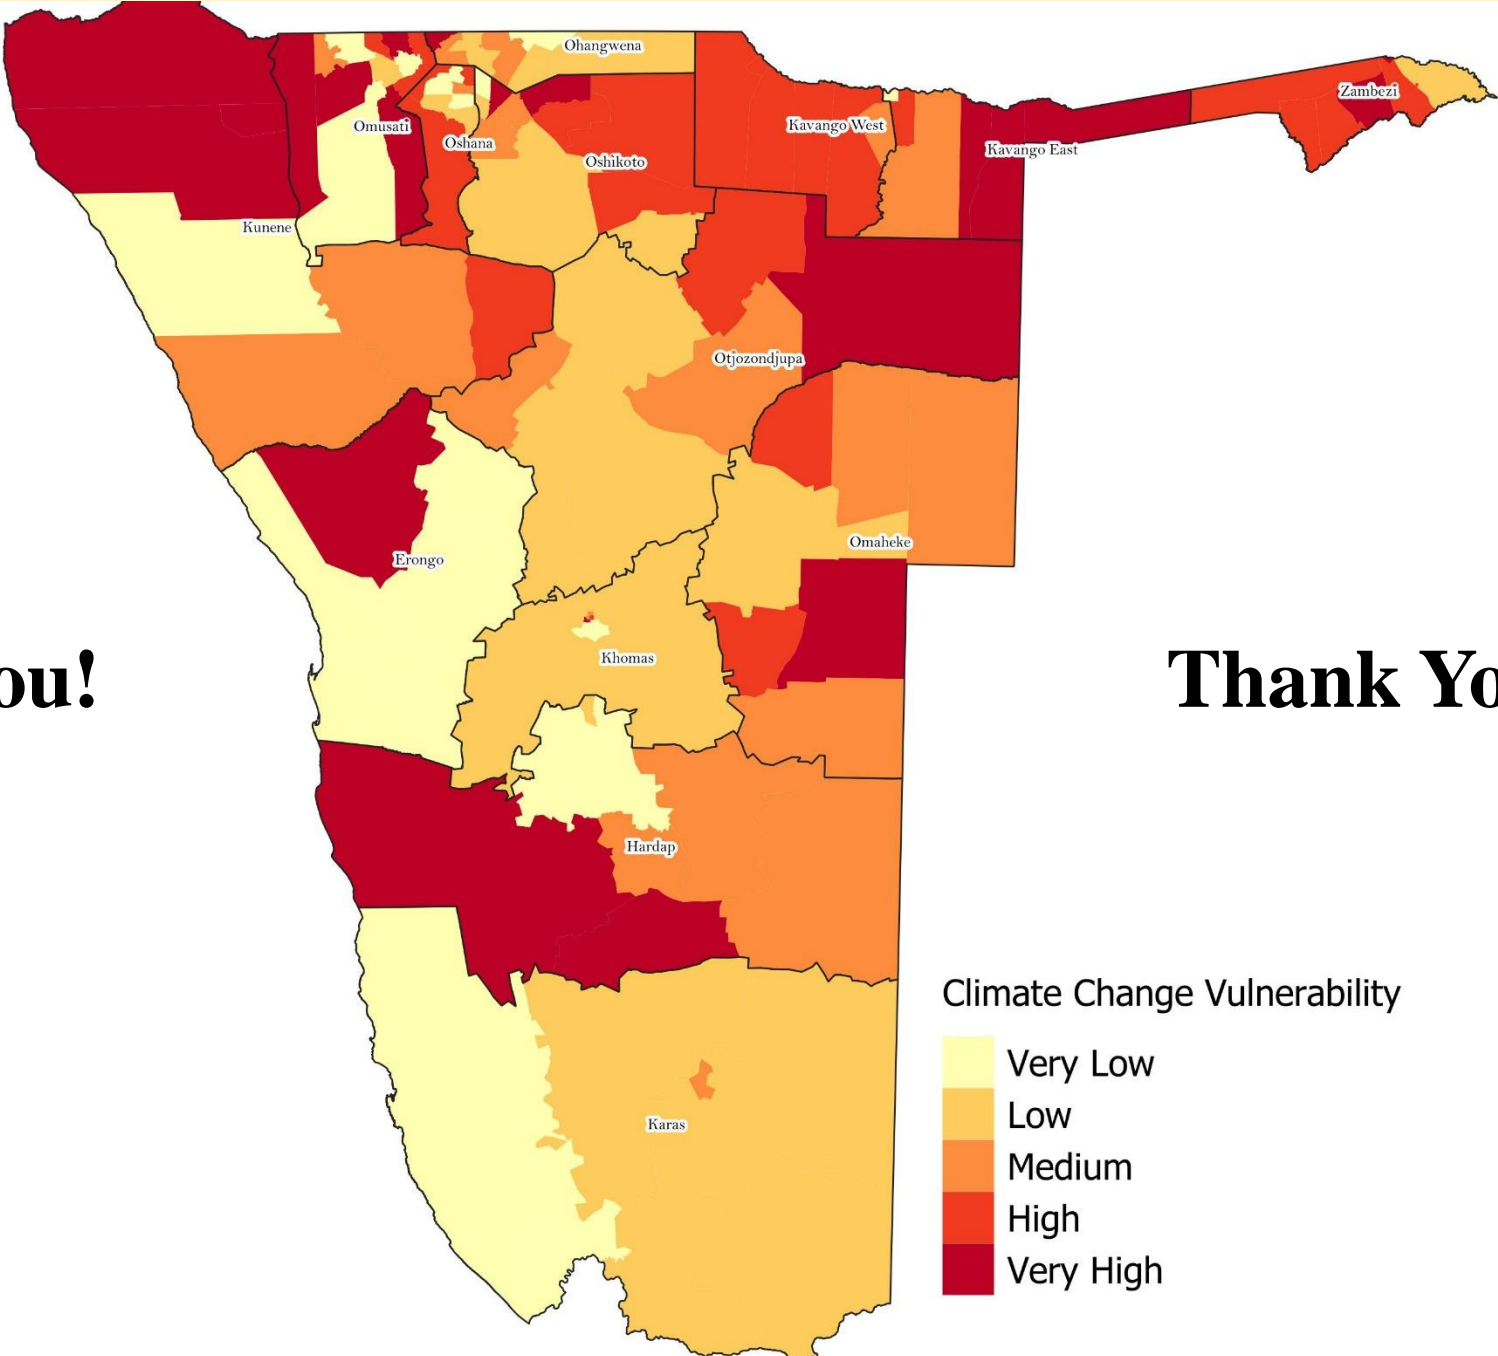 Ohangwena
Zambezi
Omusati
Kavango West
Oshana
Kavango East
Oshikoto
Kunene
Otjozondjupa
Omaheke
Erongo
Khomas
ou!
Thank Yo
Hardap
Karas
Climate Change Vulnerability
Very Low
Low
Medium
High
Very High